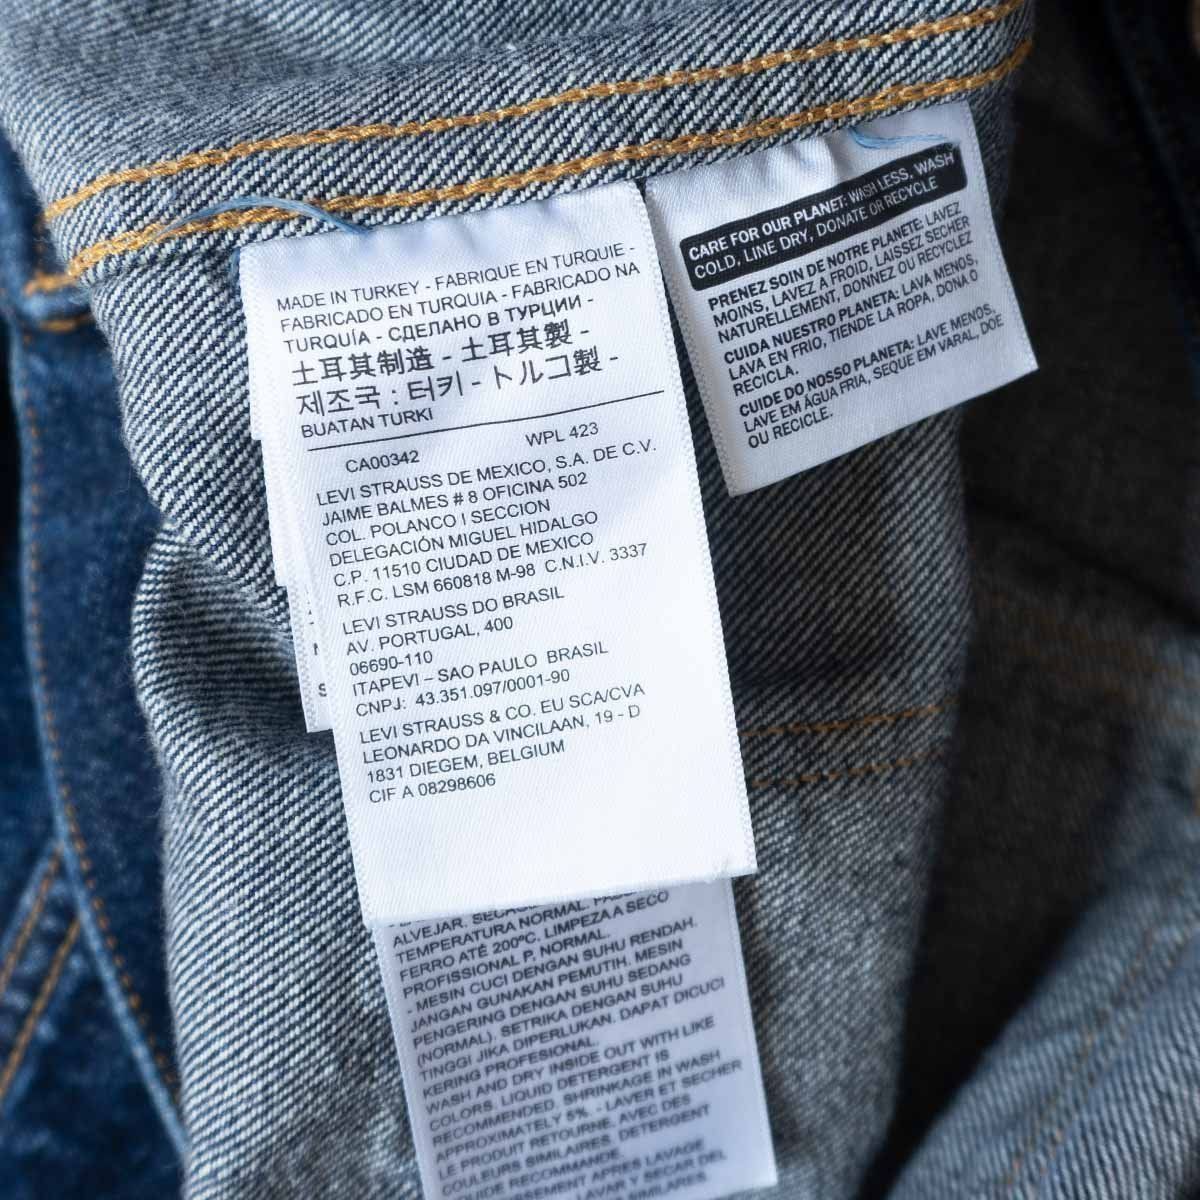 MADE IN TURKEY - FABRIQUE EN TURQUIE -
FABRICADO EN TURQUIA - FABRICADO NA
TURQUÍA - СДЕЛАНО В ТУРЦИИ -
土耳其制造 - 土耳其製 -
제조국 : 터키 - トルコ製 -
BUATAN TURKI
CA00342 WPL 423
LEVI STRAUSS DE MEXICO, S.A. DE C.V.
JAIME BALMES # 8 OFICINA 502
COL. POLANCO I SECCION
DELEGACIÓN MIGUEL HIDALGO
C.P. 11510 CIUDAD DE MEXICO
R.F.C. LSM 660818 M-98 C.N.I.V. 3337
LEVI STRAUSS DO BRASIL
AV. PORTUGAL, 400
06690-110
ITAPEVI – SAO PAULO BRASIL
CNPJ: 43.351.097/0001-90
LEVI STRAUSS & CO. EU SCA/CVA
LEONARDO DA VINCILAAN, 19 - D
1831 DIEGEM, BELGIUM
CIF A 08298606
CARE FOR OUR PLANET: WASH LESS, WASH
COLD, LINE DRY, DONATE OR RECYCLE
PRENEZ SOIN DE NOTRE PLANETE: LAVEZ
MOINS, LAVEZ A FROID, LAISSEZ SECHER
NATURELLEMENT, DONNEZ OU RECYCLEZ
CUIDA NUESTRO PLANETA: LAVA MENOS,
LAVA EN FRIO, TIENDE LA ROPA, DONA O
RECICLA.
CUIDE DO NOSSO PLANETA: LAVE MENOS,
LAVE EM ÁGUA FRIA, SEQUE EM VARAL, DOE
OU RECICLE.
ALVEJAR.
TEMPERATURA NORMAL.
FERRO ATÉ 200ºC. LIMPEZA A SECO
PROFISSIONAL P, NORMAL.
- MESIN CUCI DENGAN SUHU RENDAH.
JANGAN GUNAKAN PEMUTIH. MESIN
PENGERING DENGAN SUHU SEDANG
(NORMAL). SETRIKA DENGAN SUHU
TINGGI JIKA DIPERLUKAN. DAPAT DICUCI
KERING PROFESIONAL.
WASH AND DRY INSIDE OUT WITH LIKE
COLORS, LIQUID DETERGENT IS
RECOMMENDED. SHRINKAGE IN WASH
APPROXIMATELY 5%. - LAVER ET SECHER
LE PRODUIT RETOURNE, AVEC DES
COULEURS SIMILAIRES, DETERGENT
LIQUIDE RECOMMANDE.
APRES LAVAGE
LAVAR Y SECAR DEL
SIMILARES